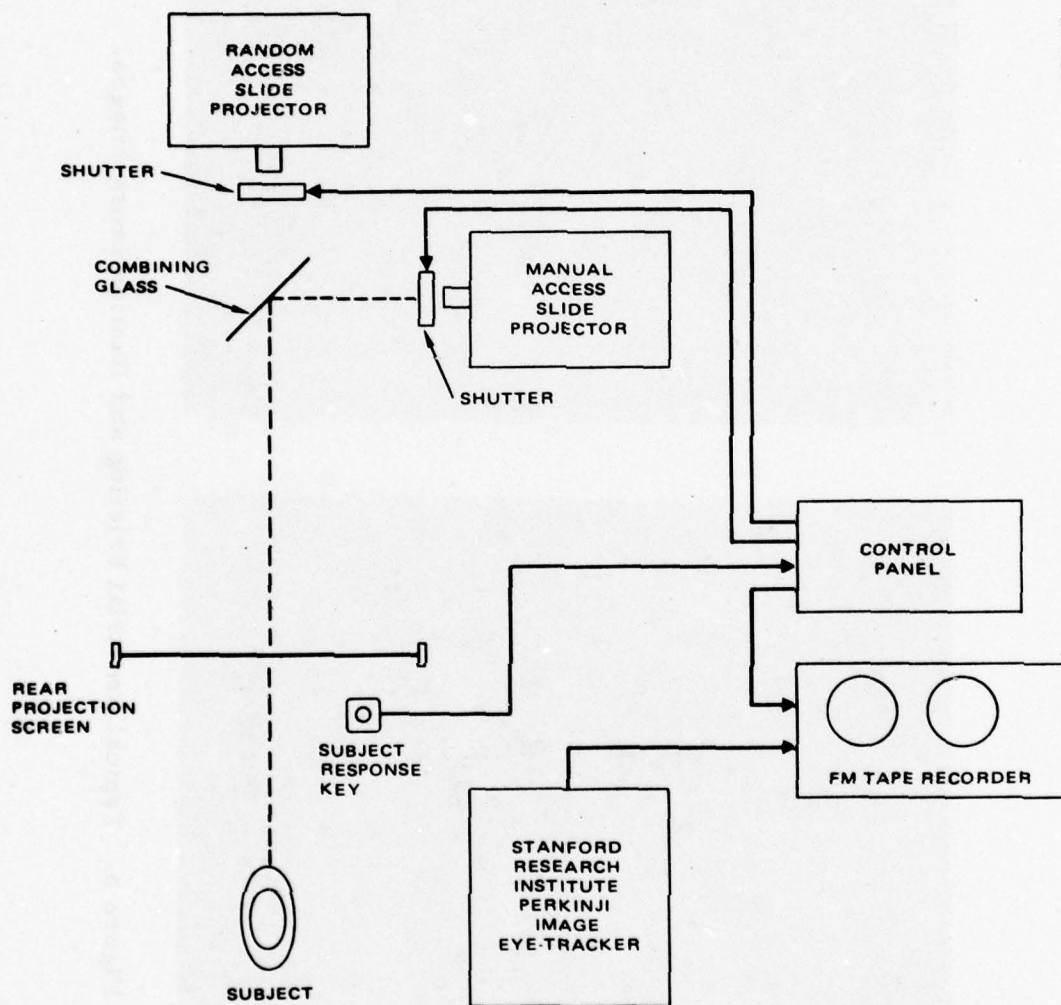 RANDOM
ACCESS
SLIDE
PROJECTOR
SHUTTER
COMBINING
GLASS
MANUAL
ACCESS
SLIDE
PROJECTOR
SHUTTER
CONTROL
PANEL
REAR
PROJECTION
SCREEN
SUBJECT
RESPONSE
KEY
FM TAPE RECORDER
STANFORD
RESEARCH
INSTITUTE
PERKINJI
IMAGE
EYE-TRACKER
SUBJECT